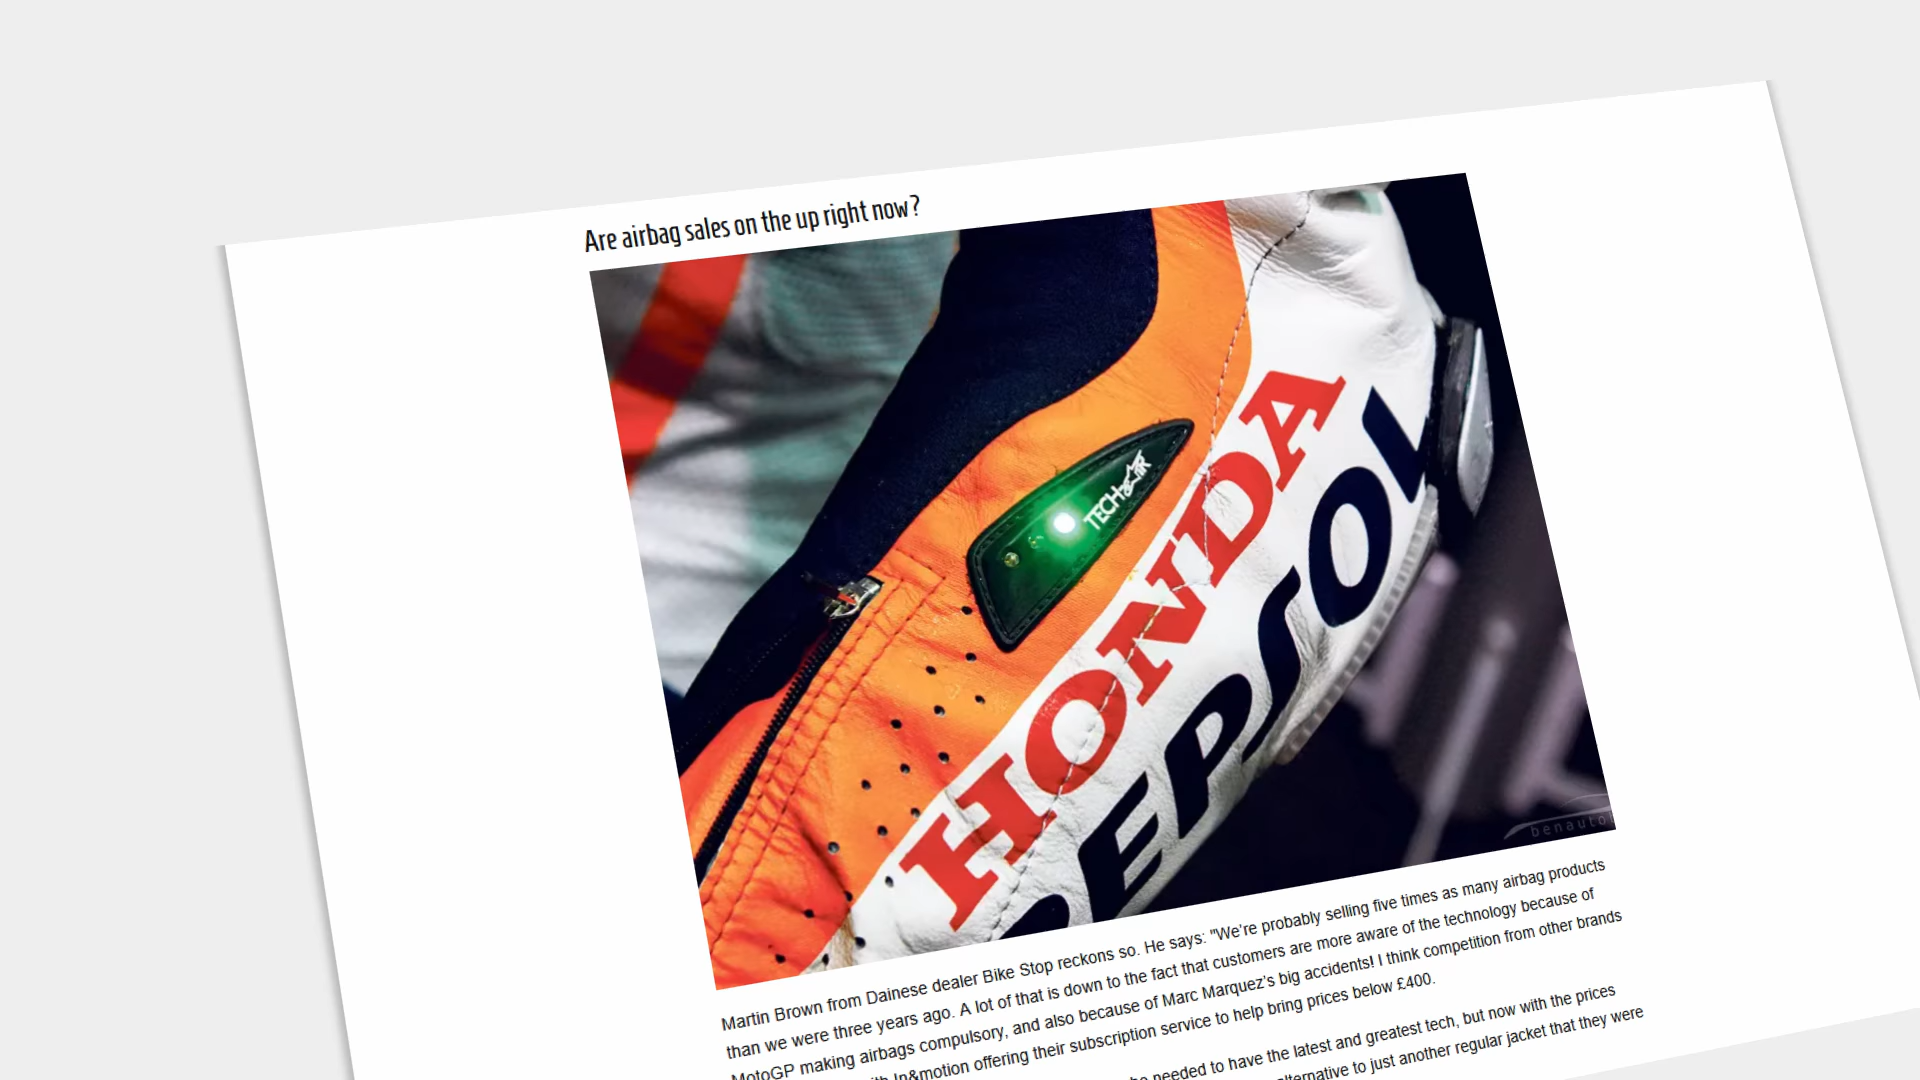 Are airbag sales on the up right now?
TECH AIR
HONDA
REPSOL
benauto
Martin Brown from Dainese dealer Bike Stop reckons so. He says: "We're probably selling five times as many airbag products
than we were three years ago. A lot of that is down to the fact that customers are more aware of the technology because of
MotoGP making airbags compulsory, and also because of Marc Marquez's big accidents! I think competition from other brands
In&motion offering their subscription service to help bring prices below £400.
needed to have the latest and greatest tech, but now with the prices
alternative to just another regular jacket that they were